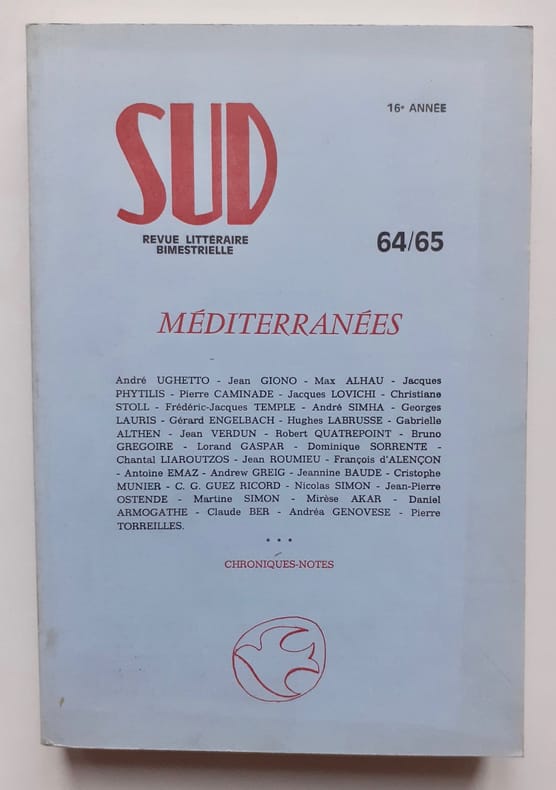 SUD
16e ANNÉE
REVUE LITTÉRAIRE
BIMESTRIELLE
64/65
MÉDITERRANÉES
André UGHETTO - Jean GIONO - Max ALHAU - Jacques
PHYTILIS - Pierre CAMINADE - Jacques LOVICHI - Christiane
STOLL - Frédéric-Jacques TEMPLE - André SIMHA - Georges
LAURIS - Gérard ENGELBACH - Hughes LABRUSSE - Gabrielle
ALTHEN - Jean VERDUN - Robert QUATREPOINT - Bruno
GREGOIRE - Lorand GASPAR - Dominique SORRENTE -
Chantal LIAROUTZOS - Jean ROUMIEU - François d'ALENÇON
- Antoine EMAZ - Andrew GREIG - Jeannine BAUDE - Cristophe
MUNIER - C. G. GUEZ RICORD - Nicolas SIMON - Jean-Pierre
OSTENDE - Martine SIMON - Mirèse AKAR - Daniel
ARMOGATHE - Claude BER - Andréa GENOVESE - Pierre
TORREILLES.
* * *
CHRONIQUES-NOTES